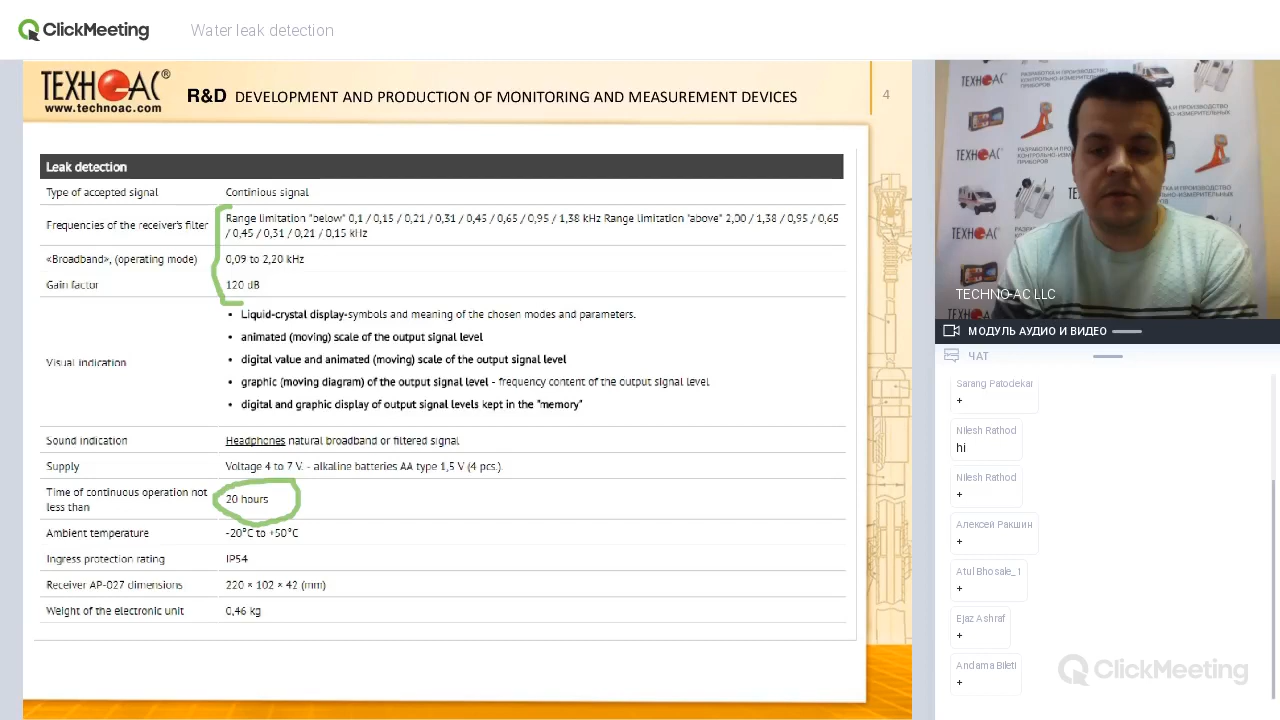 ClickMeeting
Water leak detection
ТЕХНО-АС®
www.technoac.com
R&D DEVELOPMENT AND PRODUCTION OF MONITORING AND MEASUREMENT DEVICES
4
Leak detection
Type of accepted signal
Continious signal
Frequencies of the receiver's filter
Range limitation "below" 0,1 / 0,15 / 0,21 / 0,31 / 0,45 / 0,65 / 0,95 / 1,38 kHz Range limitation "above" 2,00 / 1,38 / 0,95 / 0,65
/ 0,45 / 0,31 / 0,21 / 0,15 kHz
«Broadband», (operating mode)
0,09 to 2,20 kHz
Gain factor
120 dB
Visual indication
• Liquid-crystal display-symbols and meaning of the chosen modes and parameters.
• animated (moving) scale of the output signal level
• digital value and animated (moving) scale of the output signal level
• graphic (moving diagram) of the output signal level - frequency content of the output signal level
• digital and graphic display of output signal levels kept in the "memory"
Sound indication
Headphones natural broadband or filtered signal
Supply
Voltage 4 to 7 V. - alkaline batteries AA type 1,5 V (4 pcs.).
Time of continuous operation not
less than
20 hours
Ambient temperature
-20°C to +50°C
Ingress protection rating
IP54
Receiver AP-027 dimensions
220 × 102 × 42 (mm)
Weight of the electronic unit
0,46 kg
TECHNO-AC LLC
МОДУЛЬ АУДИО И ВИДЕО
ЧАТ
Sarang Patodekar
+
Nilesh Rathod
hi
Nilesh Rathod
+
Алексей Ракшин
+
Atul Bhosale_1
+
Ejaz Ashraf
+
Andama Bileti
+
ClickMeeting